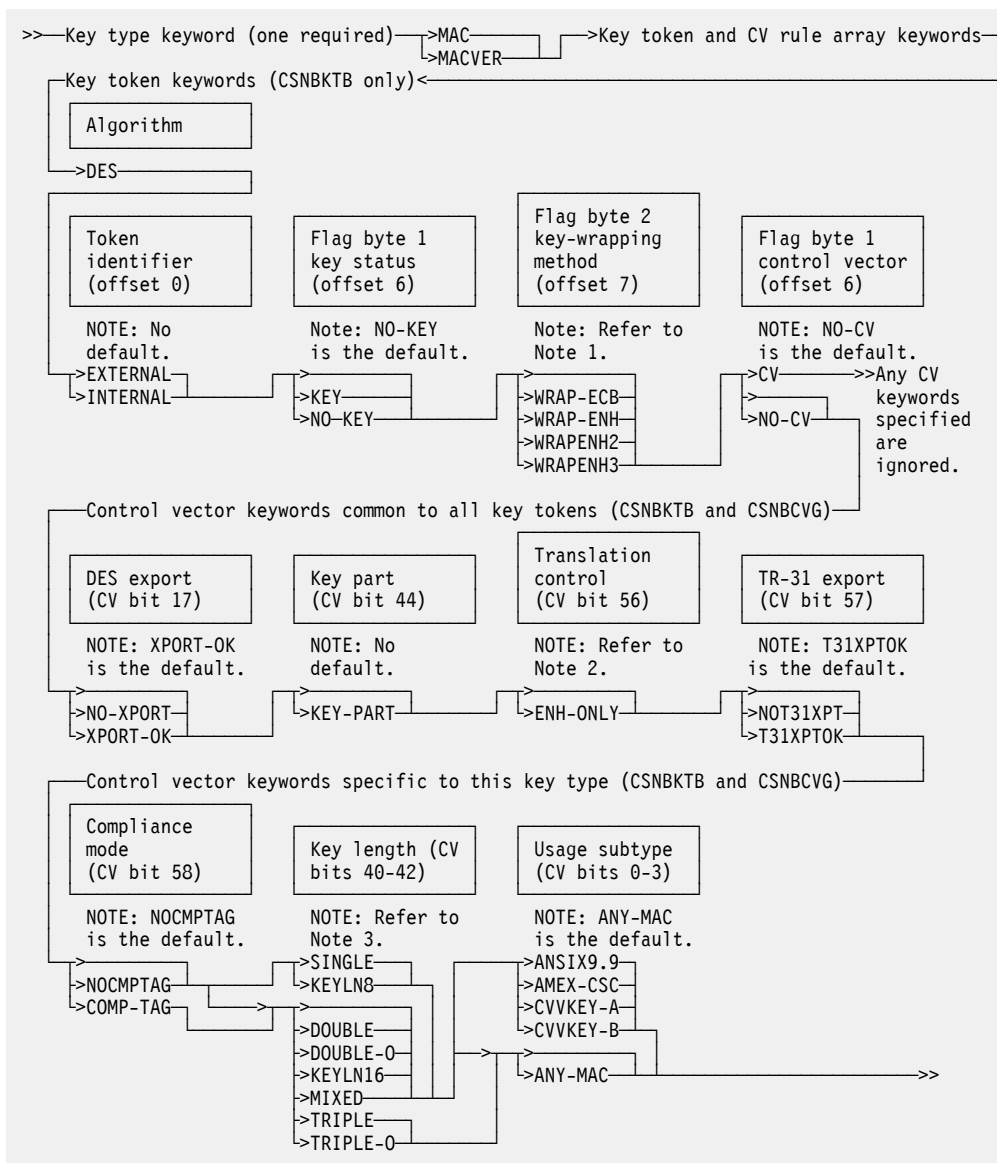 >>──Key type keyword (one required)──┬>MAC────┐ ┌──>Key token and CV rule array keywords─
>MACVER
Key token keywords (CSNBKTB only)<
Algorithm
>DES
Token identifier (offset 0)
Flag byte 1 key status (offset 6)
Flag byte 2 key-wrapping method (offset 7)
Flag byte 1 control vector (offset 6)
NOTE: No default.
Note: NO-KEY is the default.
Note: Refer to Note 1.
NOTE: NO-CV is the default.
>EXTERNAL
>INTERNAL
>
>KEY
>NO-KEY
>
>WRAP-ECB
>WRAP-ENH
>WRAPENH2
>WRAPENH3
>CV──────>>Any CV keywords specified are ignored.
>
>NO-CV
Control vector keywords common to all key tokens (CSNBKTB and CSNBCVG)
DES export (CV bit 17)
Key part (CV bit 44)
Translation control (CV bit 56)
TR-31 export (CV bit 57)
NOTE: XPORT-OK is the default.
NOTE: No default.
NOTE: Refer to Note 2.
NOTE: T31XPTOK is the default.
>
>NO-XPORT
>XPORT-OK
>
>KEY-PART
>
>ENH-ONLY
>
>NOT31XPT
>T31XPTOK
Control vector keywords specific to this key type (CSNBKTB and CSNBCVG)
Compliance mode (CV bit 58)
Key length (CV bits 40-42)
Usage subtype (CV bits 0-3)
NOTE: NOCMPTAG is the default.
NOTE: Refer to Note 3.
NOTE: ANY-MAC is the default.
>
>NOCMPTAG
>COMP-TAG
>SINGLE
>KEYLN8
>
>DOUBLE
>DOUBLE-O
>KEYLN16
>MIXED
>TRIPLE
>TRIPLE-O
>ANSIX9.9
>AMEX-CSC
>CVVKEY-A
>CVVKEY-B
>
>ANY-MAC
>>